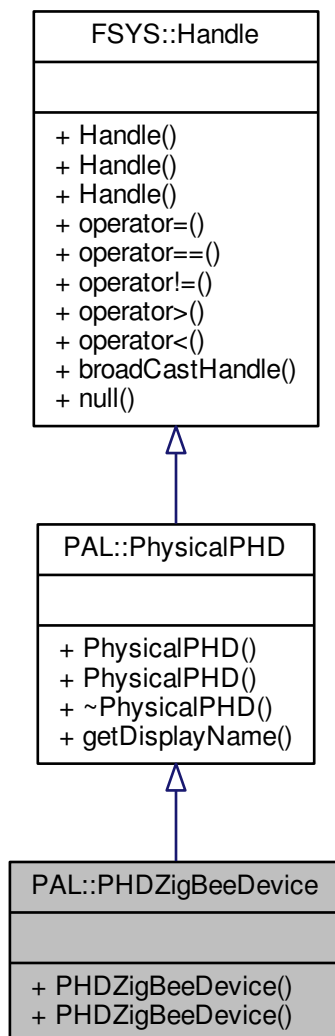 FSYS::Handle
+ Handle()
+ Handle()
+ Handle()
+ operator=()
+ operator==()
+ operator!=()
+ operator>()
+ operator<()
+ broadCastHandle()
+ null()
PAL::PhysicalPHD
+ PhysicalPHD()
+ PhysicalPHD()
+ ~PhysicalPHD()
+ getDisplayName()
PAL::PHDZigBeeDevice
+ PHDZigBeeDevice()
+ PHDZigBeeDevice()